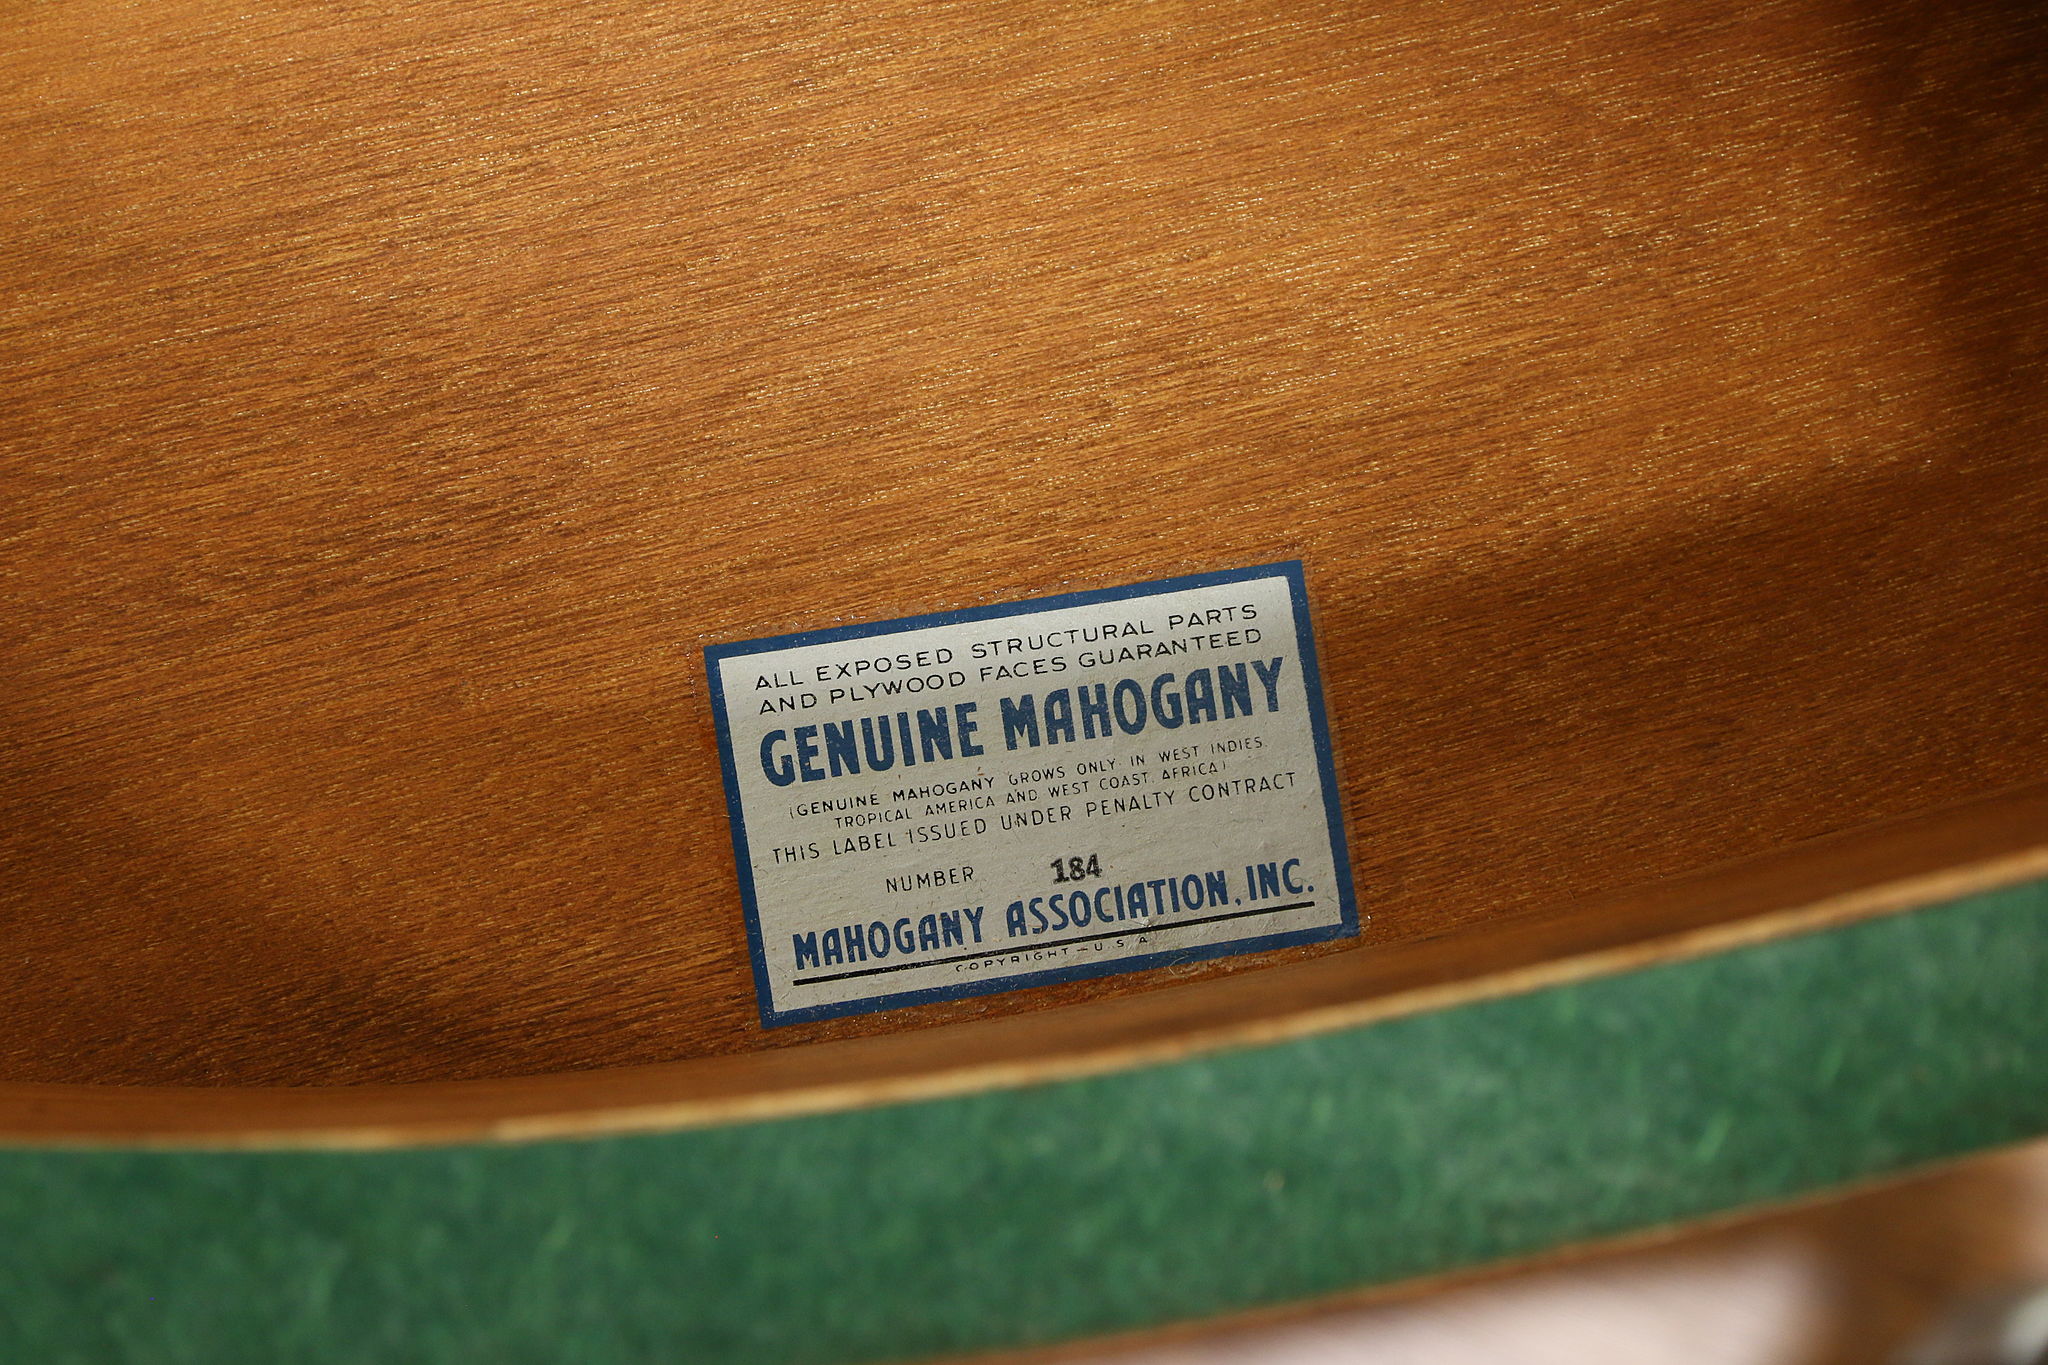 ALL EXPOSED STRUCTURAL PARTS
AND PLYWOOD FACES GUARANTEED
GENUINE MAHOGANY
(GENUINE MAHOGANY GROWS ONLY IN WEST INDIES,
TROPICAL AMERICA AND WEST COAST AFRICA)
THIS LABEL ISSUED UNDER PENALTY CONTRACT
NUMBER 184
MAHOGANY ASSOCIATION, INC.
COPYRIGHT—U.S.A